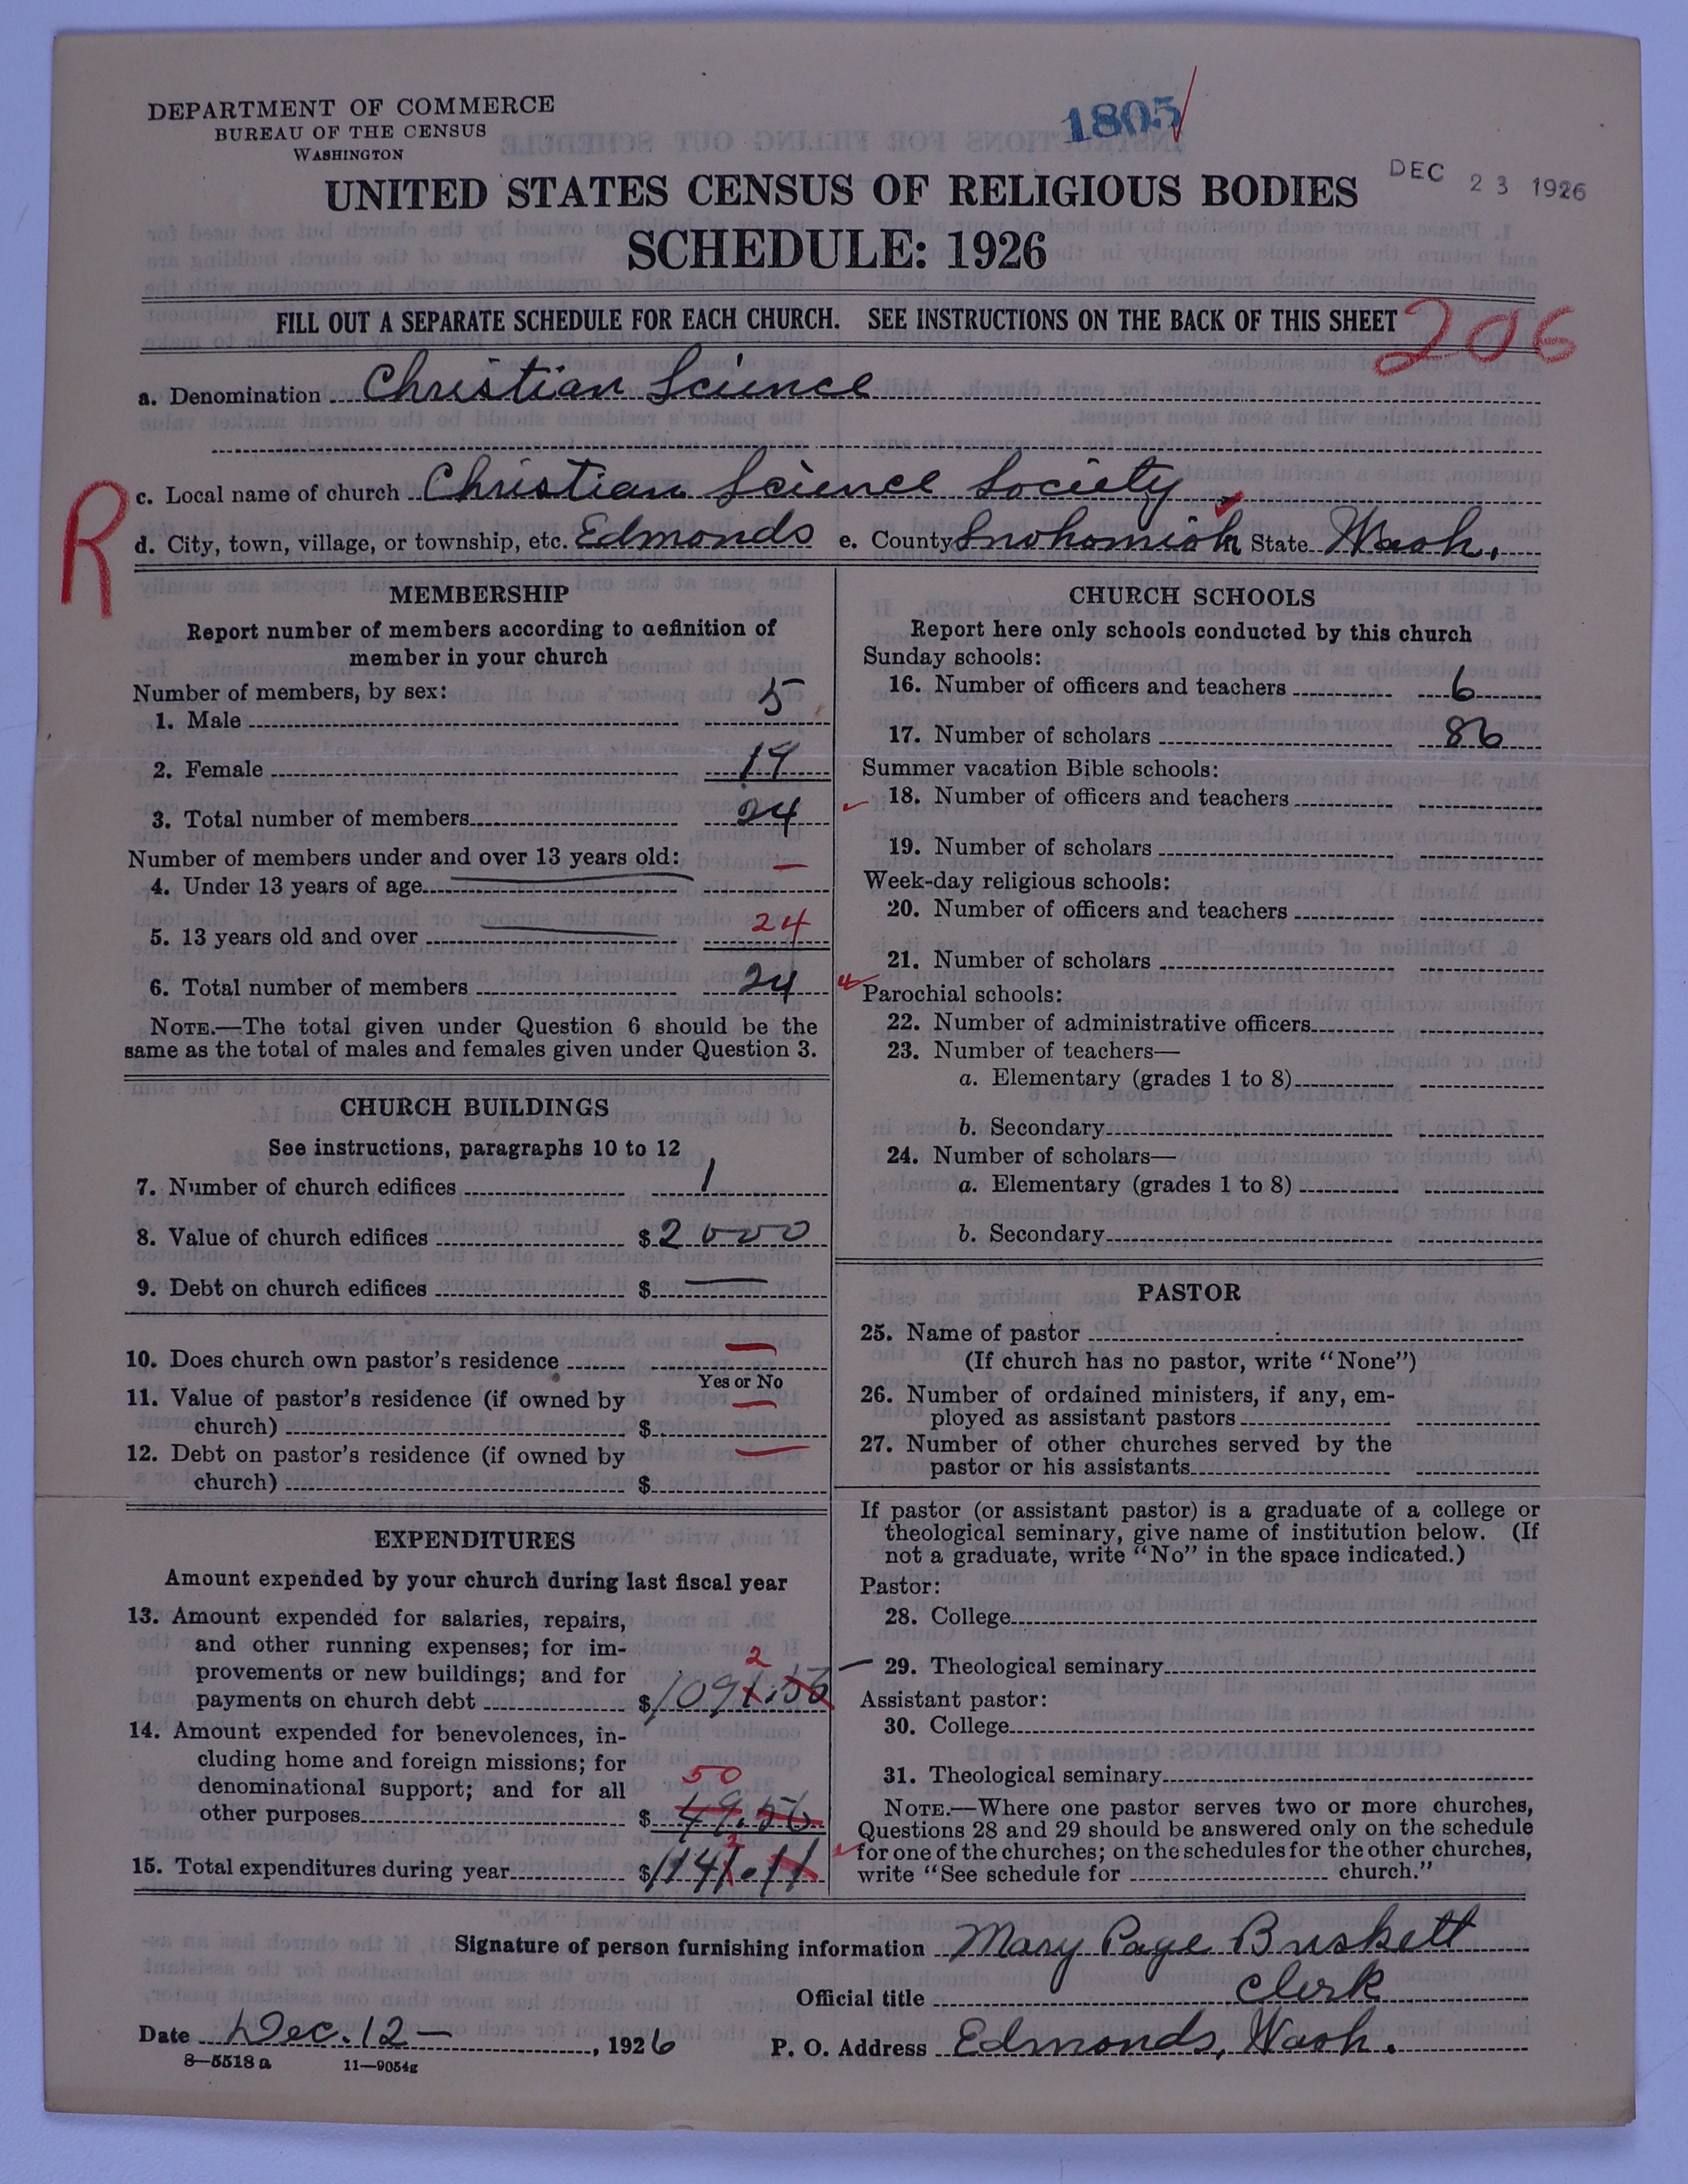 DEPARTMENT OF COMMERCE
BUREAU OF THE CENSUS
WASHINGTON
1805
DEC 23 1926
UNITED STATES CENSUS OF RELIGIOUS BODIES
SCHEDULE: 1926
FILL OUT A SEPARATE SCHEDULE FOR EACH CHURCH. SEE INSTRUCTIONS ON THE BACK OF THIS SHEET
206
a. Denomination Christian Science
R
c. Local name of church Christian Science Society
d. City, town, village, or township, etc. Edmonds e. County Snohomish State Wash.
MEMBERSHIP
Report number of members according to definition of
member in your church
Number of members, by sex:
1. Male 5
2. Female 19
3. Total number of members 24
Number of members under and over 13 years old:
4. Under 13 years of age —
5. 13 years old and over 24
6. Total number of members 24
NOTE.—The total given under Question 6 should be the
same as the total of males and females given under Question 3.
CHURCH BUILDINGS
See instructions, paragraphs 10 to 12
7. Number of church edifices 1
8. Value of church edifices $2000
9. Debt on church edifices $ —
10. Does church own pastor's residence —
Yes or No
11. Value of pastor's residence (if owned by
church) $ —
12. Debt on pastor's residence (if owned by
church) $ —
EXPENDITURES
Amount expended by your church during last fiscal year
13. Amount expended for salaries, repairs,
and other running expenses; for im-
provements or new buildings; and for
2
payments on church debt $1091.55
14. Amount expended for benevolences, in-
cluding home and foreign missions; for
denominational support; and for all
50
other purposes $49.56
2
15. Total expenditures during year $1141.11
CHURCH SCHOOLS
Report here only schools conducted by this church
Sunday schools:
16. Number of officers and teachers 6
17. Number of scholars 86
Summer vacation Bible schools:
18. Number of officers and teachers
19. Number of scholars
Week-day religious schools:
20. Number of officers and teachers
21. Number of scholars
Parochial schools:
22. Number of administrative officers
23. Number of teachers—
a. Elementary (grades 1 to 8)
b. Secondary
24. Number of scholars—
a. Elementary (grades 1 to 8)
b. Secondary
PASTOR
25. Name of pastor
(If church has no pastor, write "None")
26. Number of ordained ministers, if any, em-
ployed as assistant pastors
27. Number of other churches served by the
pastor or his assistants
If pastor (or assistant pastor) is a graduate of a college or
theological seminary, give name of institution below. (If
not a graduate, write "No" in the space indicated.)
Pastor:
28. College
29. Theological seminary
Assistant pastor:
30. College
31. Theological seminary
NOTE.—Where one pastor serves two or more churches,
Questions 28 and 29 should be answered only on the schedule
for one of the churches; on the schedules for the other churches,
write "See schedule for church."
Signature of person furnishing information Mary Page Buskett
Official title Clerk
Date Dec. 12 —, 1926 P. O. Address Edmonds, Wash.
8—5518 a 11—9054g